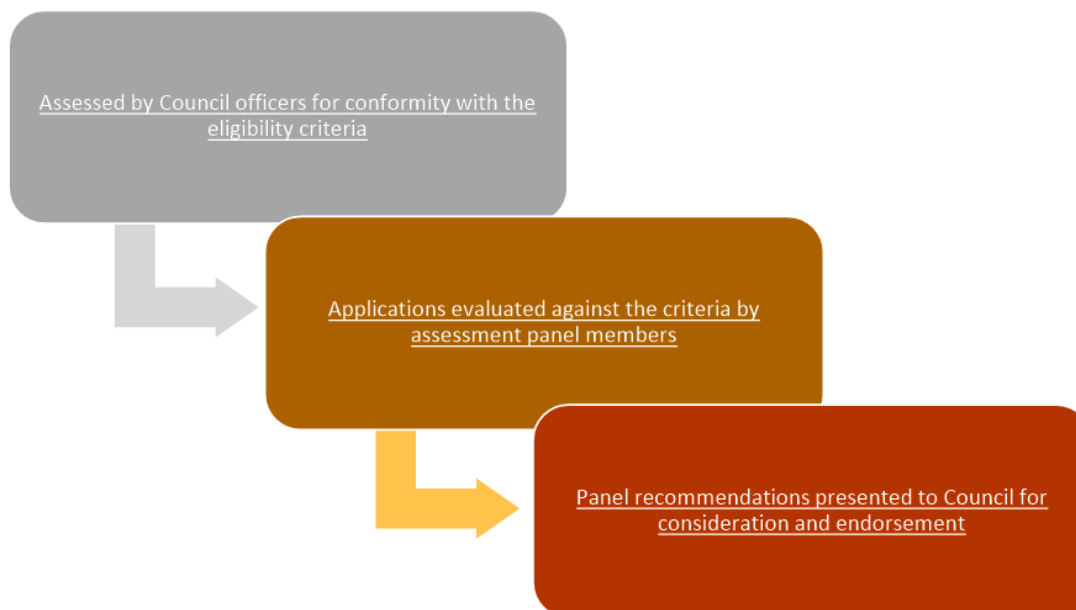 Assessed by Council officers for conformity with the
eligibility criteria
Applications evaluated against the criteria by
assessment panel members
Panel recommendations presented to Council for
consideration and endorsement